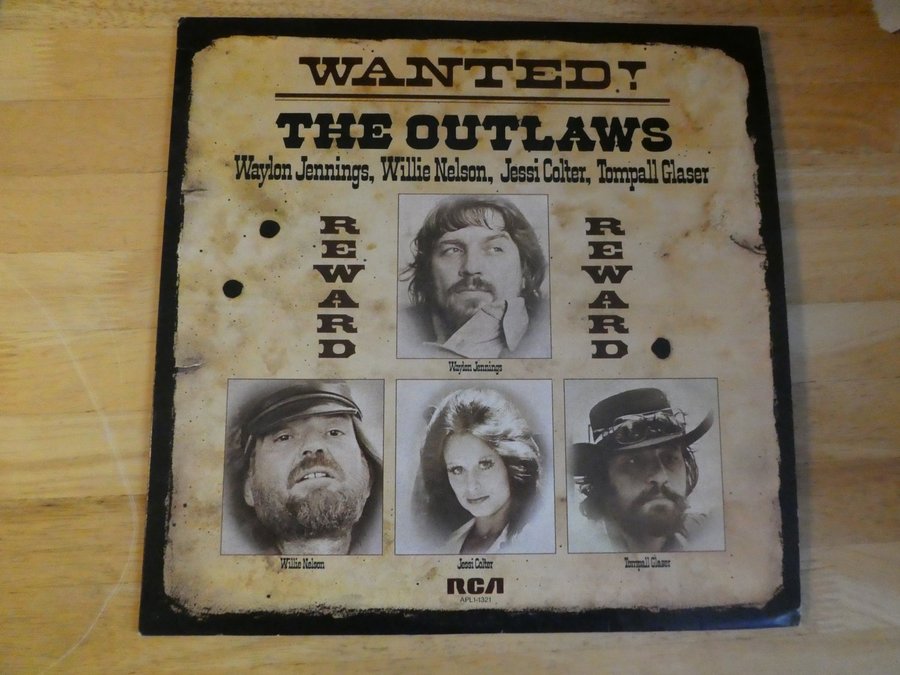 WANTED!
THE OUTLAWS
Waylon Jennings, Willie Nelson, Jessi Colter, Tompall Glaser
REWARD
REWARD
Waylon Jennings
Willie Nelson
Jessi Colter
Tompall Glaser
RCA
APL1-1321